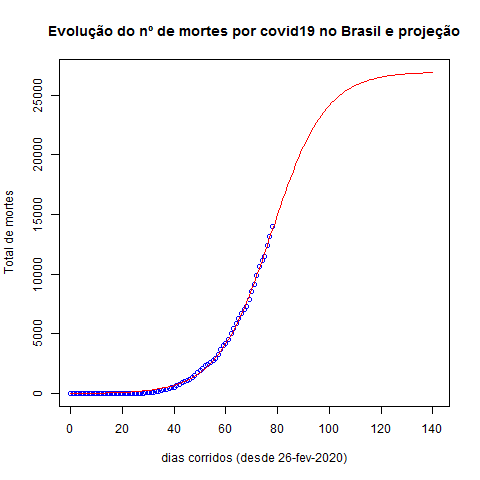 Evolução do nº de mortes por covid19 no Brasil e projeção
Total de mortes
25000
20000
15000
10000
5000
0
0 20 40 60 80 100 120 140
dias corridos (desde 26-fev-2020)